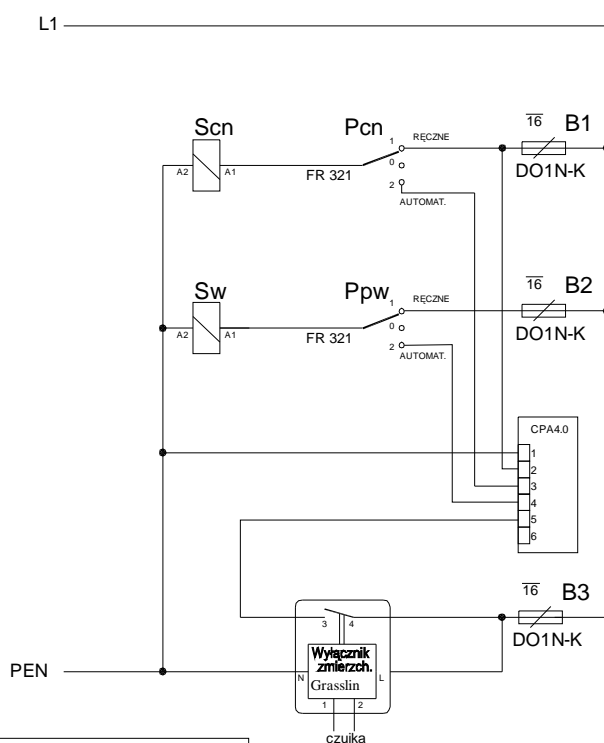 L1
Scn
Pcn
16 B1
1 RĘCZNE
0
A2 A1
FR 321
DO1N-K
2
AUTOMAT.
Sw
Ppw
16 B2
1 RĘCZNE
0
A2 A1
FR 321
DO1N-K
2
AUTOMAT.
CPA4.0
1
2
3
4
5
6
16 B3
3 4
DO1N-K
Wyłącznik
zmierzch.
PEN
N Grasslin L
1 2
czujka